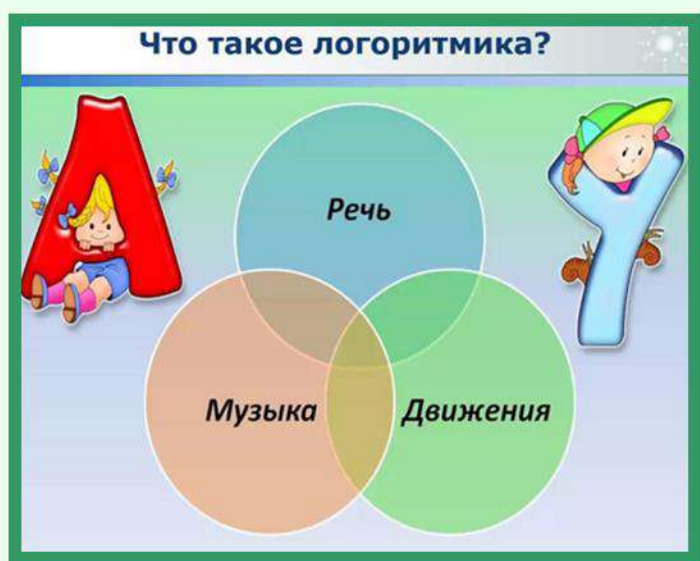 Что такое логоритмика?
А
У
Речь
Музыка
Движения